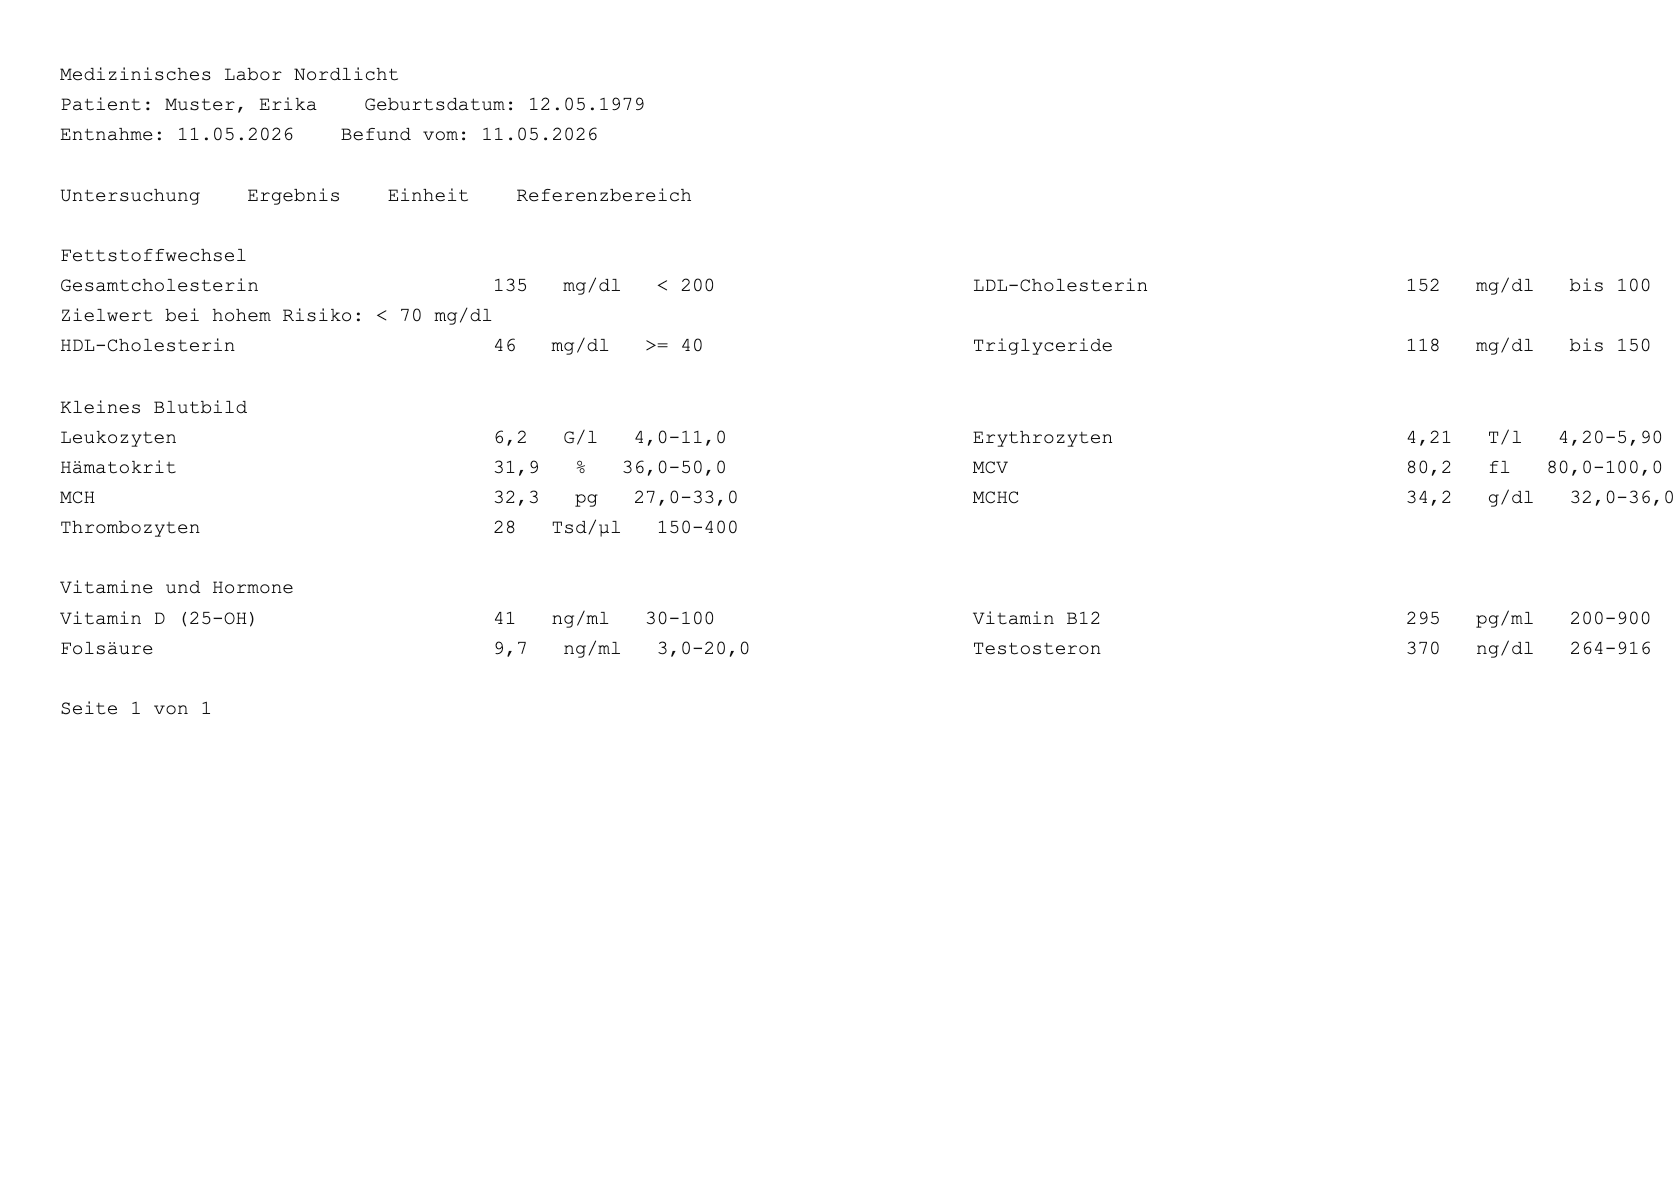 Medizinisches Labor Nordlicht
Patient: Muster, Erika    Geburtsdatum: 12.05.1979
Entnahme: 11.05.2026    Befund vom: 11.05.2026
Untersuchung    Ergebnis    Einheit    Referenzbereich
Fettstoffwechsel
Gesamtcholesterin    135   mg/dl   < 200    LDL-Cholesterin    152   mg/dl   bis 100
Zielwert bei hohem Risiko: < 70 mg/dl
HDL-Cholesterin    46   mg/dl   >= 40    Triglyceride    118   mg/dl   bis 150
Kleines Blutbild
Leukozyten    6,2   G/l   4,0-11,0    Erythrozyten    4,21   T/l   4,20-5,90
Hämatokrit    31,9   %   36,0-50,0    MCV    80,2   fl   80,0-100,0
MCH    32,3   pg   27,0-33,0    MCHC    34,2   g/dl   32,0-36,0
Thrombozyten    28   Tsd/µl   150-400
Vitamine und Hormone
Vitamin D (25-OH)    41   ng/ml   30-100    Vitamin B12    295   pg/ml   200-900
Folsäure    9,7   ng/ml   3,0-20,0    Testosteron    370   ng/dl   264-916
Seite 1 von 1